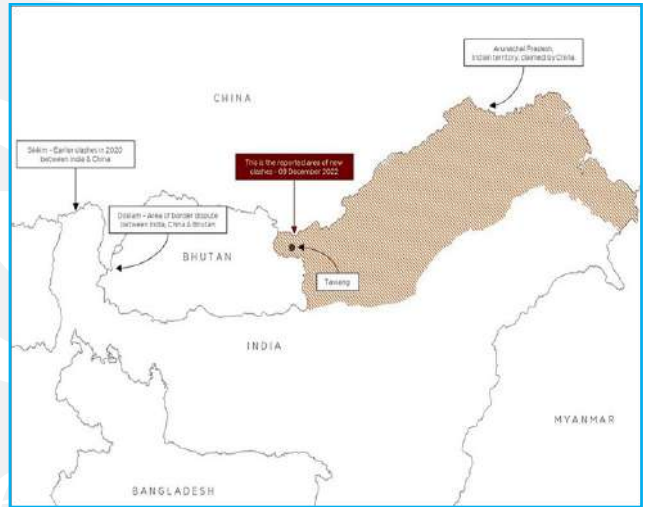 Arunachal Pradesh,
Indian territory, claimed by China
CHINA
Sikkim - Earlier clashes in 2020
between India & China
This is the reported area of new
clashes - 09 December 2022
Doklam - Area of border dispute
between India, China & Bhutan
BHUTAN
Tawang
INDIA
MYANMAR
BANGLADESH